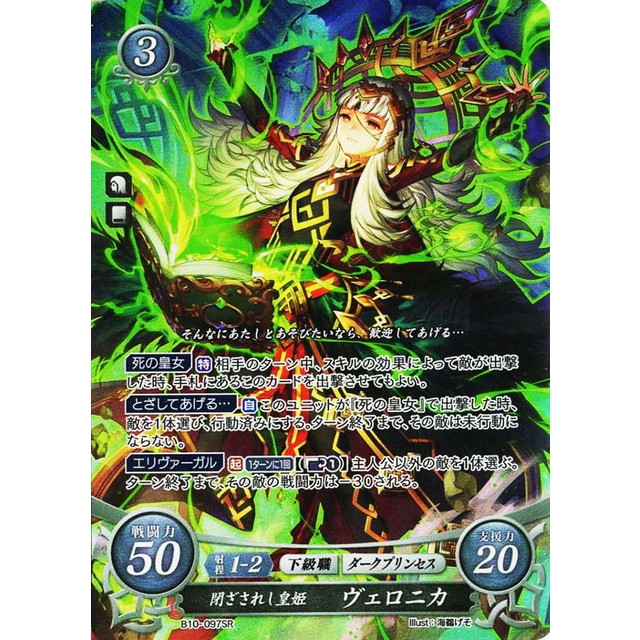 3
そんなにあたしとあそびたいなら、歓迎してあげる…
死の皇女 特 相手のターン中、スキルの効果によって敵が出撃
した時、手札にあるこのカードを出撃させてもよい。
とざしてあげる… 自 このユニットが『死の皇女』で出撃した時、
敵を1体選び、行動済みにする。ターン終了まで、その敵は未行動に
ならない。
エリヴァーガル 起 1ターンに1回 【❶】 主人公以外の敵を1体選ぶ。
ターン終了まで、その敵の戦闘力は－30される。
戦闘力
50
射程 1-2
下級職
ダークプリンセス
支援力
20
閉ざされし皇姫 ヴェロニカ
B10-097SR
Illust：海鵜げそ